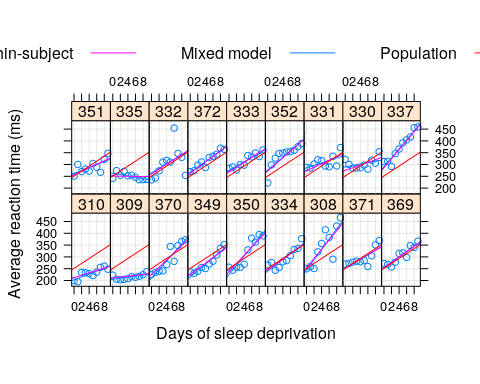 nin-subject Mixed model Population
02468 02468 02468 02468
351 335 332 372 333 352 331 330 337
450
400
350
300
250
200
310 309 370 349 350 334 308 371 369
450
400
350
300
250
200
02468 02468 02468 02468 02468
Average reaction time (ms)
Days of sleep deprivation